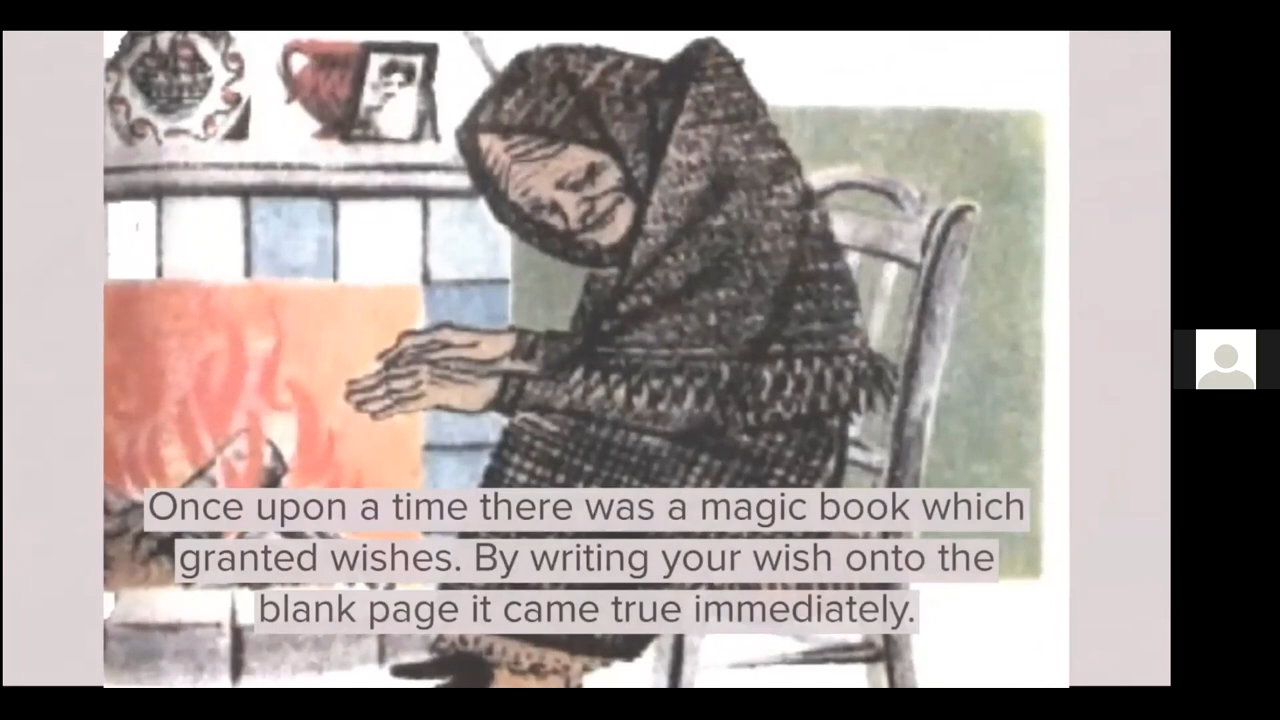 Once upon a time there was a magic book which
granted wishes. By writing your wish onto the
blank page it came true immediately.